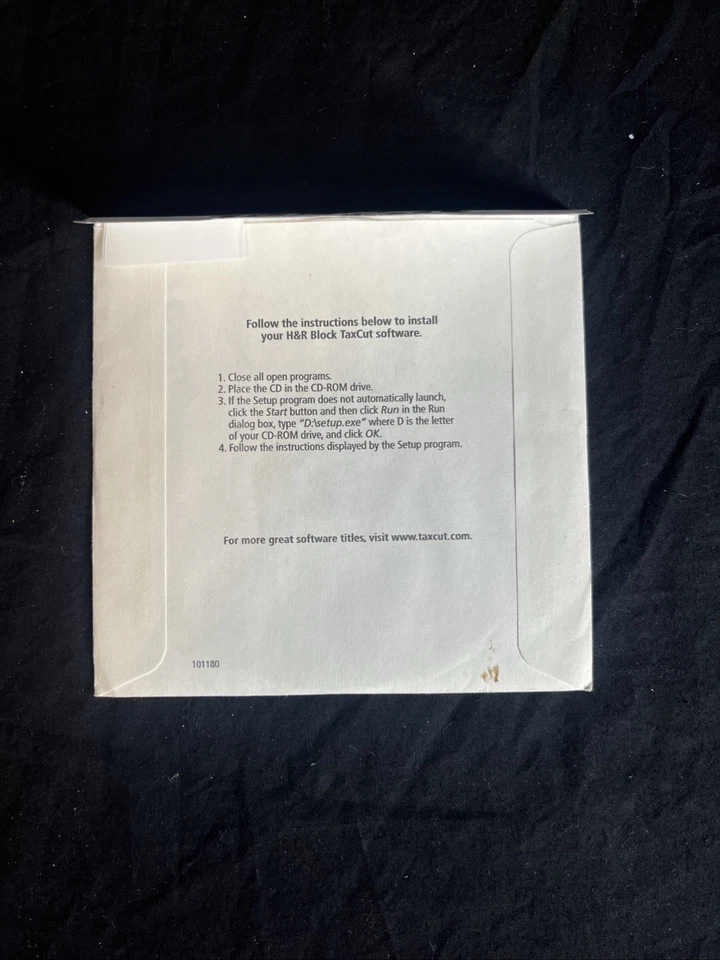 Follow the instructions below to install
your H&R Block TaxCut software.
1. Close all open programs.
2. Place the CD in the CD-ROM drive.
3. If the Setup program does not automatically launch,
click the Start button and then click Run in the Run
dialog box, type "D:\setup.exe" where D is the letter
of your CD-ROM drive, and click OK.
4. Follow the instructions displayed by the Setup program.
For more great software titles, visit www.taxcut.com.
101180